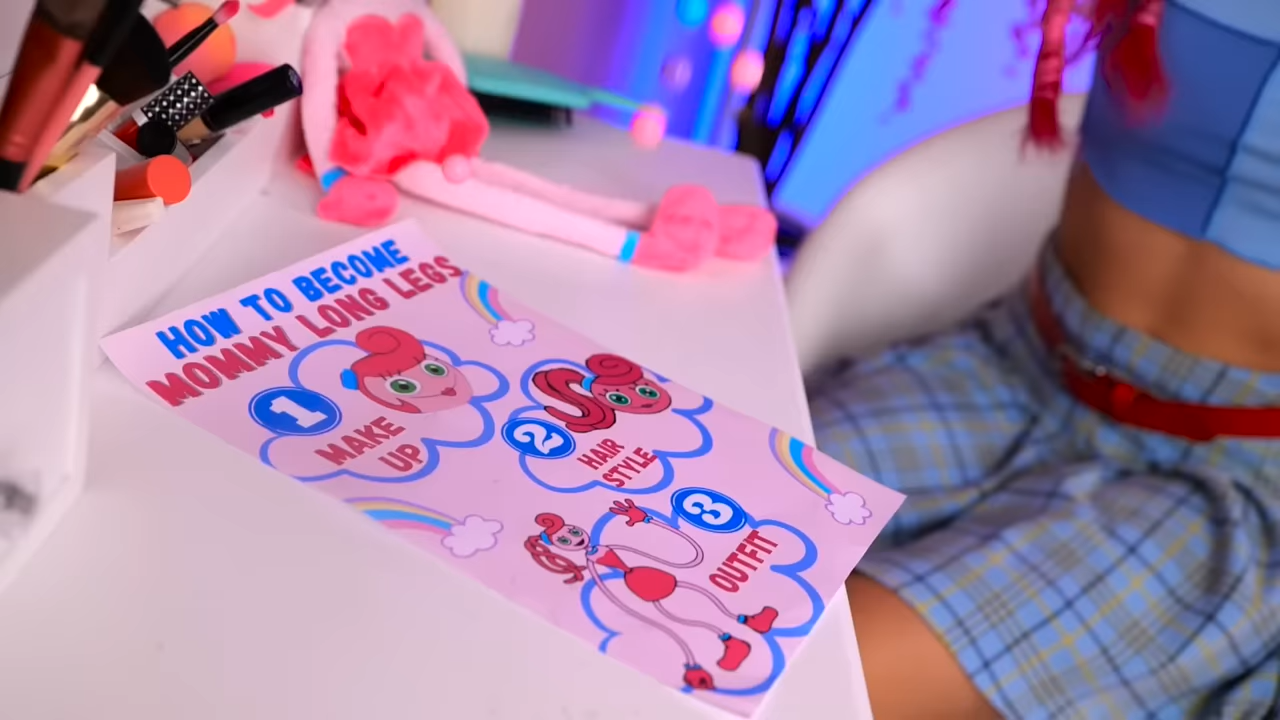 HOW TO BECOME
MOMMY LONG LEGS
1
MAKE
UP
2
HAIR
STYLE
3
OUTFIT